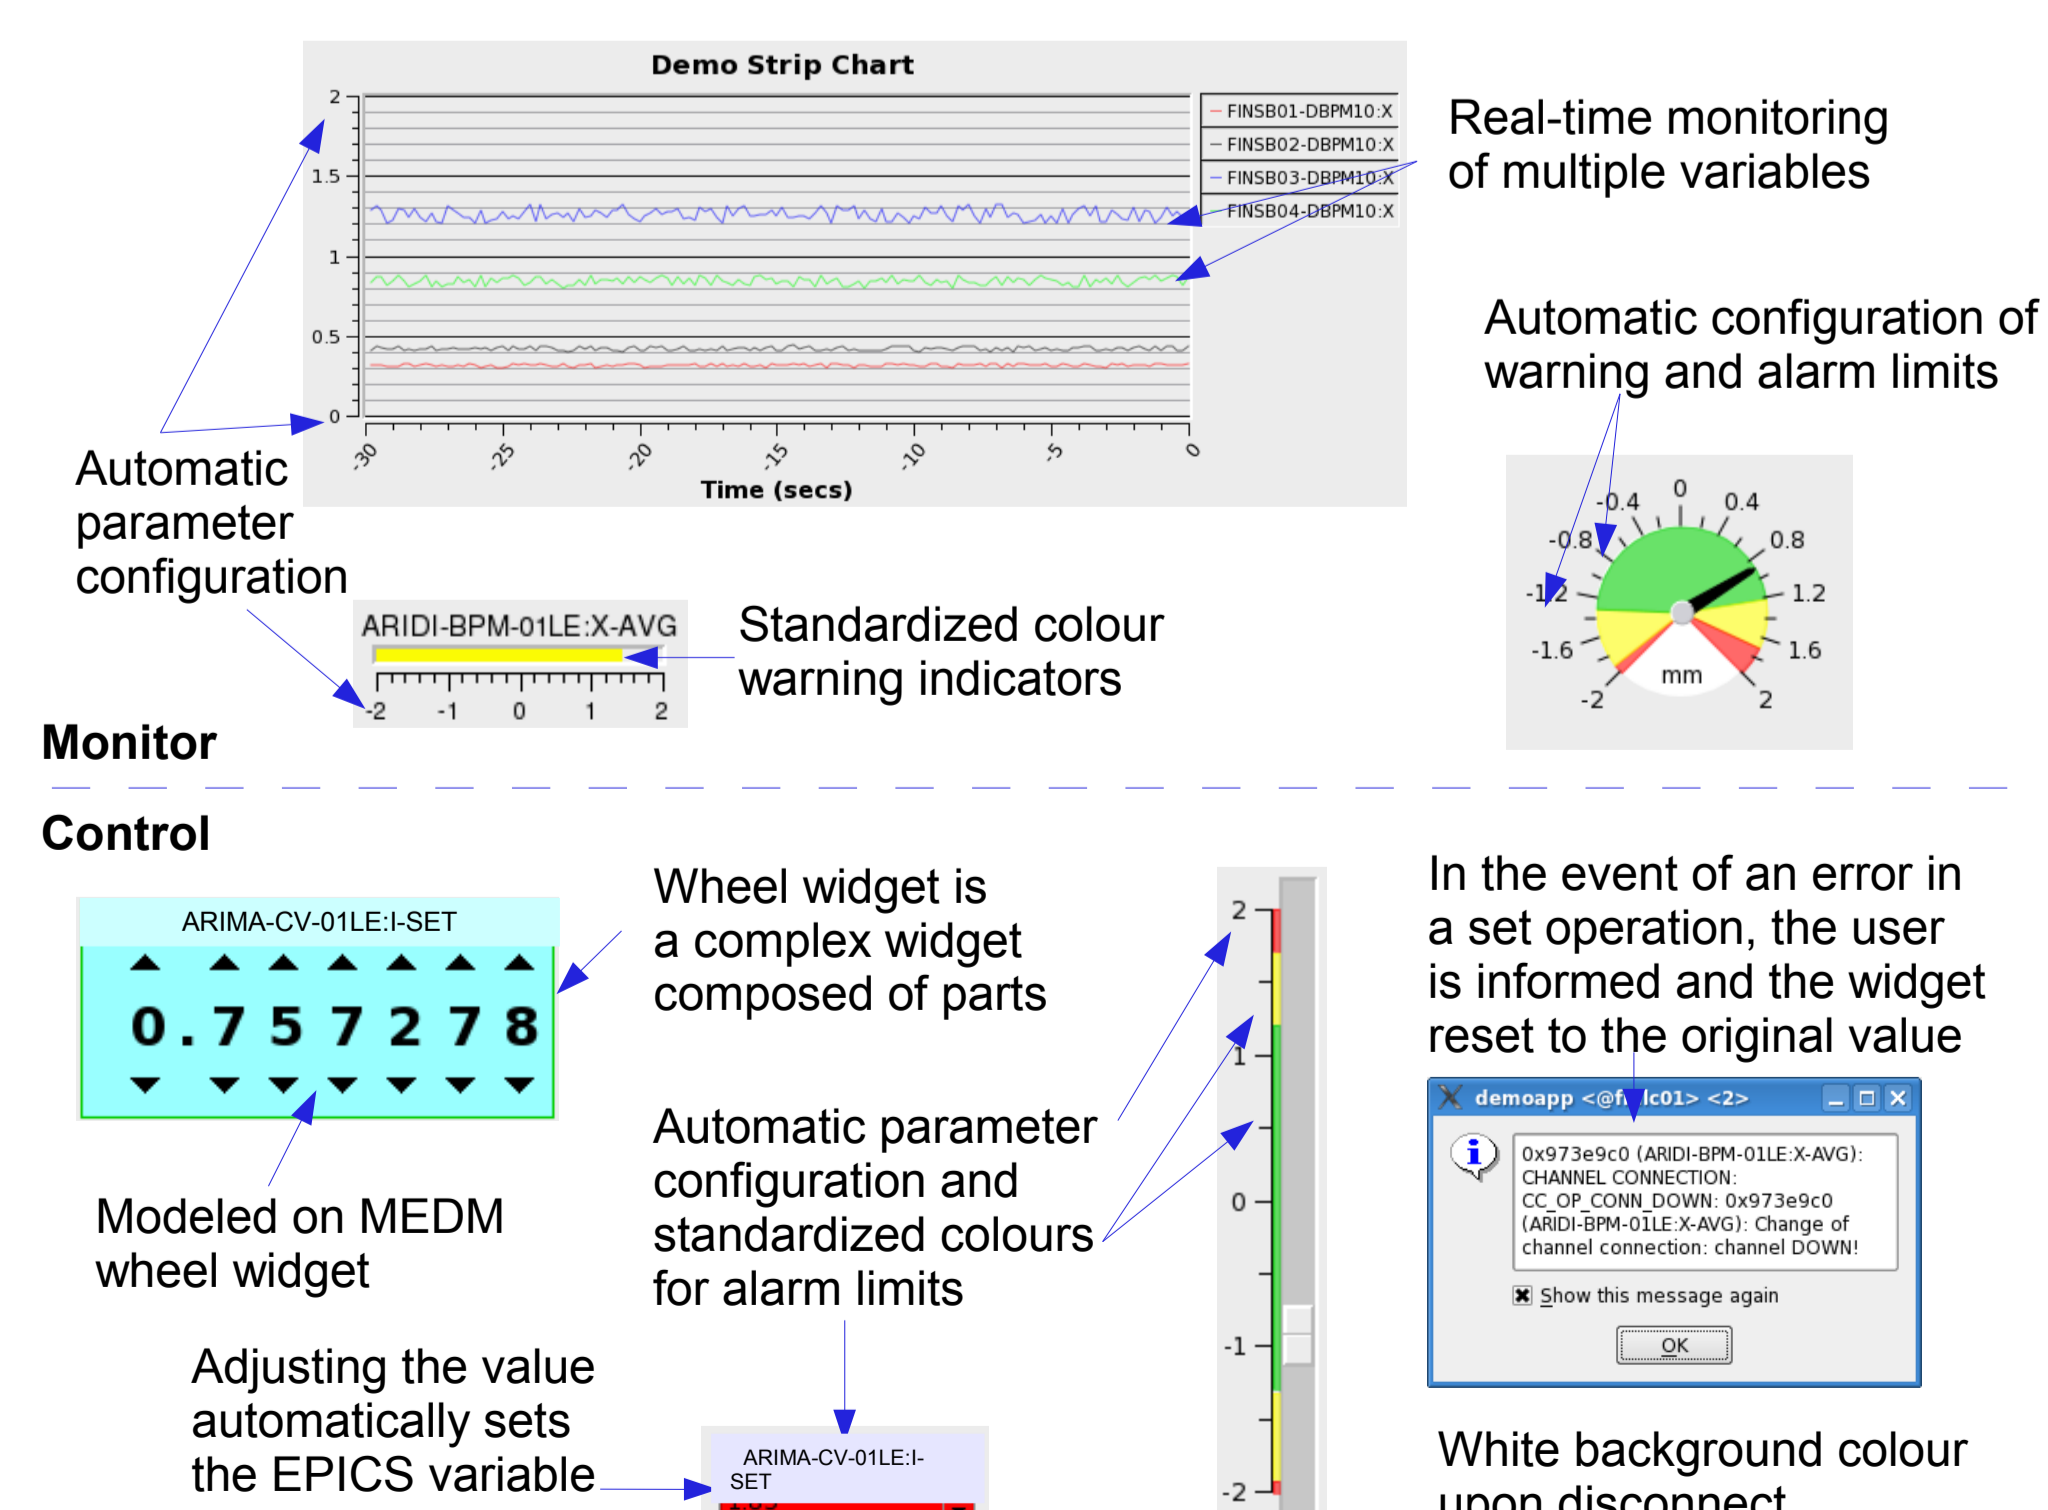 Demo Strip Chart
2
1.5
1
0.5
0
-30 -25 -20 -15 -10 -5 0
Time (secs)
FINSB01-DBPM10:X
FINSB02-DBPM10:X
FINSB03-DBPM10:X
FINSB04-DBPM10:X
Real-time monitoring
of multiple variables
Automatic configuration of
warning and alarm limits
Automatic
parameter
configuration
ARIDI-BPM-01LE:X-AVG
-2 -1 0 1 2
Standardized colour
warning indicators
-0.4 0 0.4
-0.8 0.8
-1.2 1.2
-1.6 1.6
mm
-2 2
Monitor
Control
ARIMA-CV-01LE:I-SET
0.757278
Wheel widget is
a complex widget
composed of parts
Modeled on MEDM
wheel widget
Automatic parameter
configuration and
standardized colours
for alarm limits
Adjusting the value
automatically sets
the EPICS variable
ARIMA-CV-01LE:I-
SET
2
1
0
-1
-2
In the event of an error in
a set operation, the user
is informed and the widget
reset to the original value
demoapp <2>
0x973e9c0 (ARIDI-BPM-01LE:X-AVG):
CHANNEL CONNECTION:
CC_OP_CONN_DOWN: 0x973e9c0
(ARIDI-BPM-01LE:X-AVG): Change of
channel connection: channel DOWN!
Show this message again
OK
White background colour
upon disconnect